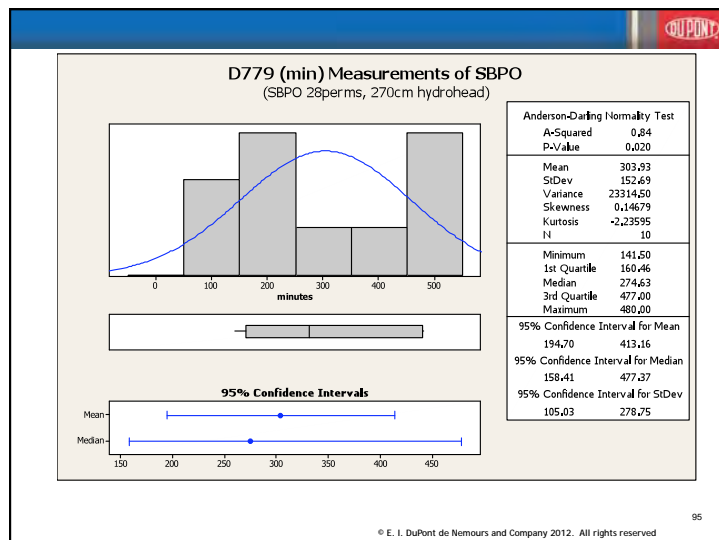 DUPONT
D779 (min) Measurements of SBPO
(SBPO 28perms, 270cm hydrohead)
0 100 200 300 400 500
minutes
95% Confidence Intervals
Mean
Median
150 200 250 300 350 400 450
Anderson-Darling Normality Test
A-Squared 0.84
P-Value 0.020
Mean 303.93
StDev 152.69
Variance 23314.50
Skewness 0.14679
Kurtosis -2.23595
N 10
Minimum 141.50
1st Quartile 160.46
Median 274.63
3rd Quartile 477.00
Maximum 480.00
95% Confidence Interval for Mean
194.70 413.16
95% Confidence Interval for Median
158.41 477.37
95% Confidence Interval for StDev
105.03 278.75
95
© E. I. DuPont de Nemours and Company 2012. All rights reserved